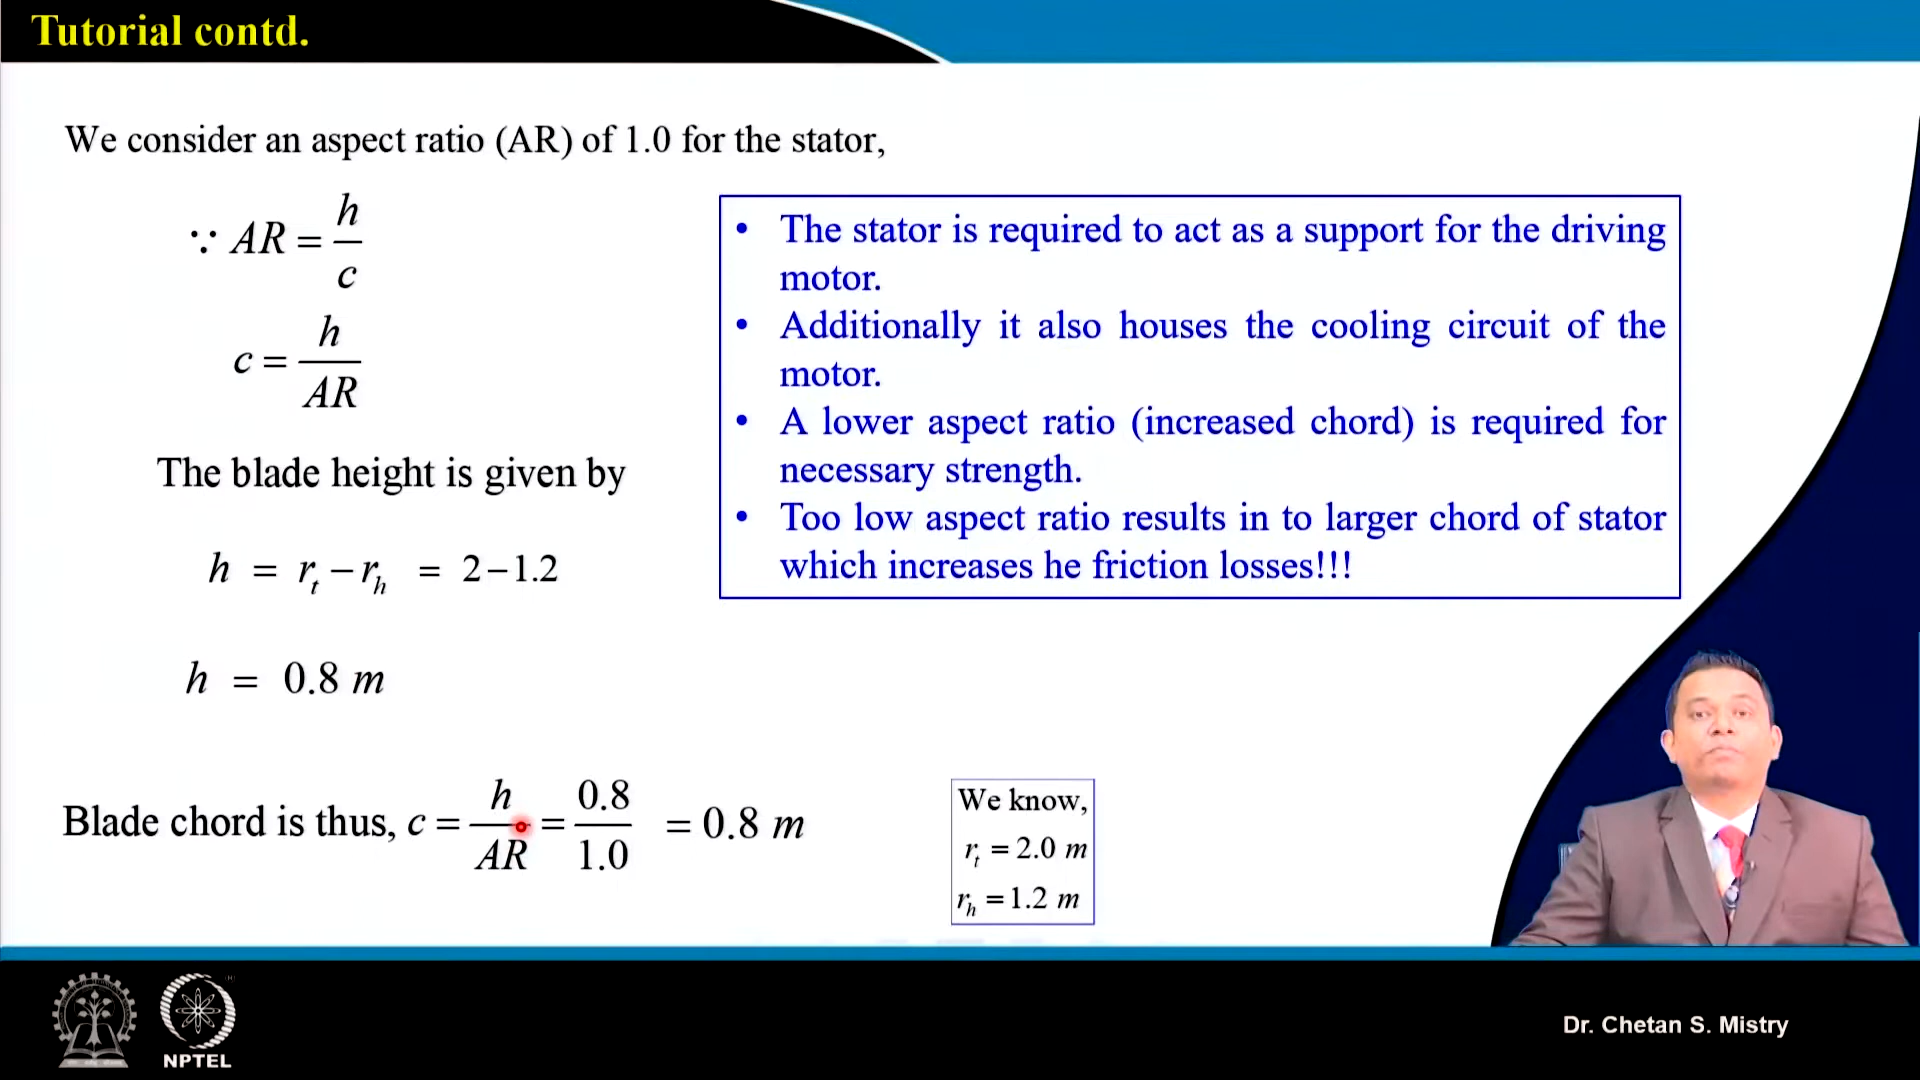 Tutorial contd.
We consider an aspect ratio (AR) of 1.0 for the stator,
∵ AR = h/c
c = h/AR
The blade height is given by
h = r_t − r_h = 2−1.2
h = 0.8 m
Blade chord is thus, c = h/AR = 0.8/1.0 = 0.8 m
• The stator is required to act as a support for the driving
motor.
• Additionally it also houses the cooling circuit of the
motor.
• A lower aspect ratio (increased chord) is required for
necessary strength.
• Too low aspect ratio results in to larger chord of stator
which increases he friction losses!!!
We know,
r_t = 2.0 m
r_h = 1.2 m
NPTEL
Dr. Chetan S. Mistry